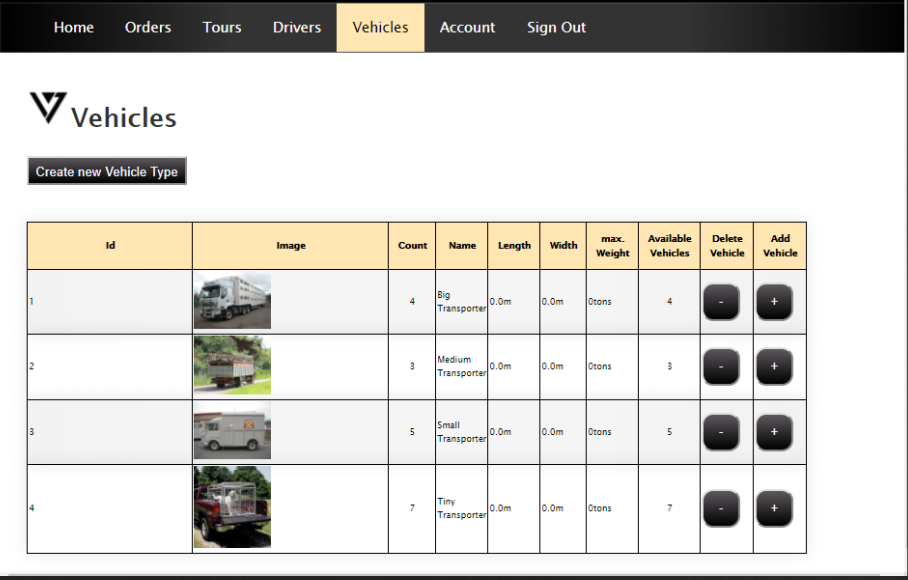 Home Orders Tours Drivers Vehicles Account Sign Out
Vehicles
Create new Vehicle Type
Id Image Count Name Length Width max. Weight Available Vehicles Delete Vehicle Add Vehicle
1 4 Big Transporter 0.0m 0.0m 0tons 4 - +
2 3 Medium Transporter 0.0m 0.0m 0tons 3 - +
3 5 Small Transporter 0.0m 0.0m 0tons 5 - +
4 7 Tiny Transporter 0.0m 0.0m 0tons 7 - +